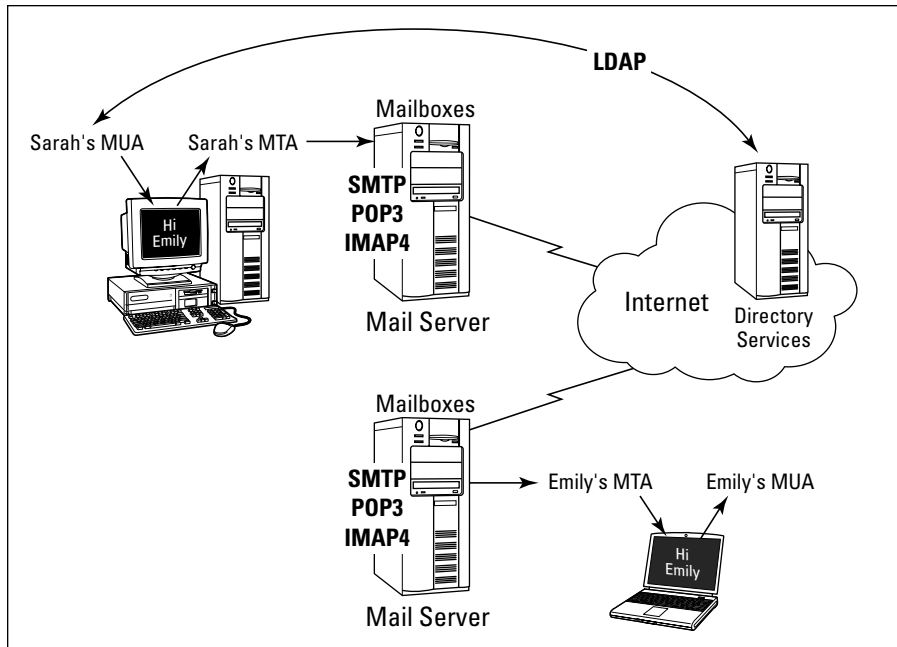 LDAP
Mailboxes
Sarah's MUA
Sarah's MTA
SMTP
POP3
IMAP4
Hi
Emily
Mail Server
Internet
Directory
Services
Mailboxes
SMTP
POP3
IMAP4
Emily's MTA
Emily's MUA
Hi
Emily
Mail Server